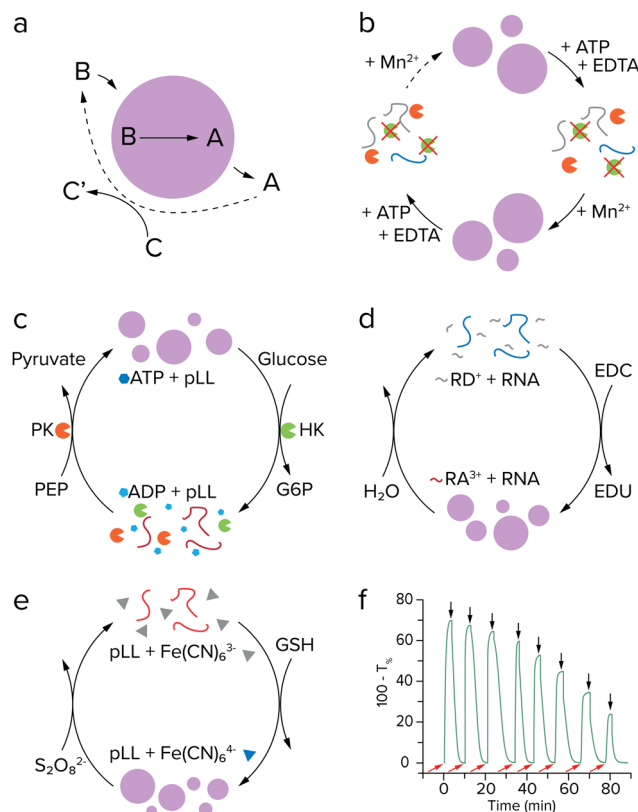 a
B
B
A
A
C'
C
b
+ Mn²⁺
+ ATP
+ EDTA
+ ATP
+ EDTA
+ Mn²⁺
c
Pyruvate
Glucose
ATP + pLL
PK
HK
PEP
G6P
ADP + pLL
d
RD⁺ + RNA
EDC
RA³⁺ + RNA
H₂O
EDU
e
pLL + Fe(CN)₆³⁻
GSH
pLL + Fe(CN)₆⁴⁻
S₂O₈²⁻
f
80
60
40
20
0
100 - T%
0
20
40
60
80
Time (min)